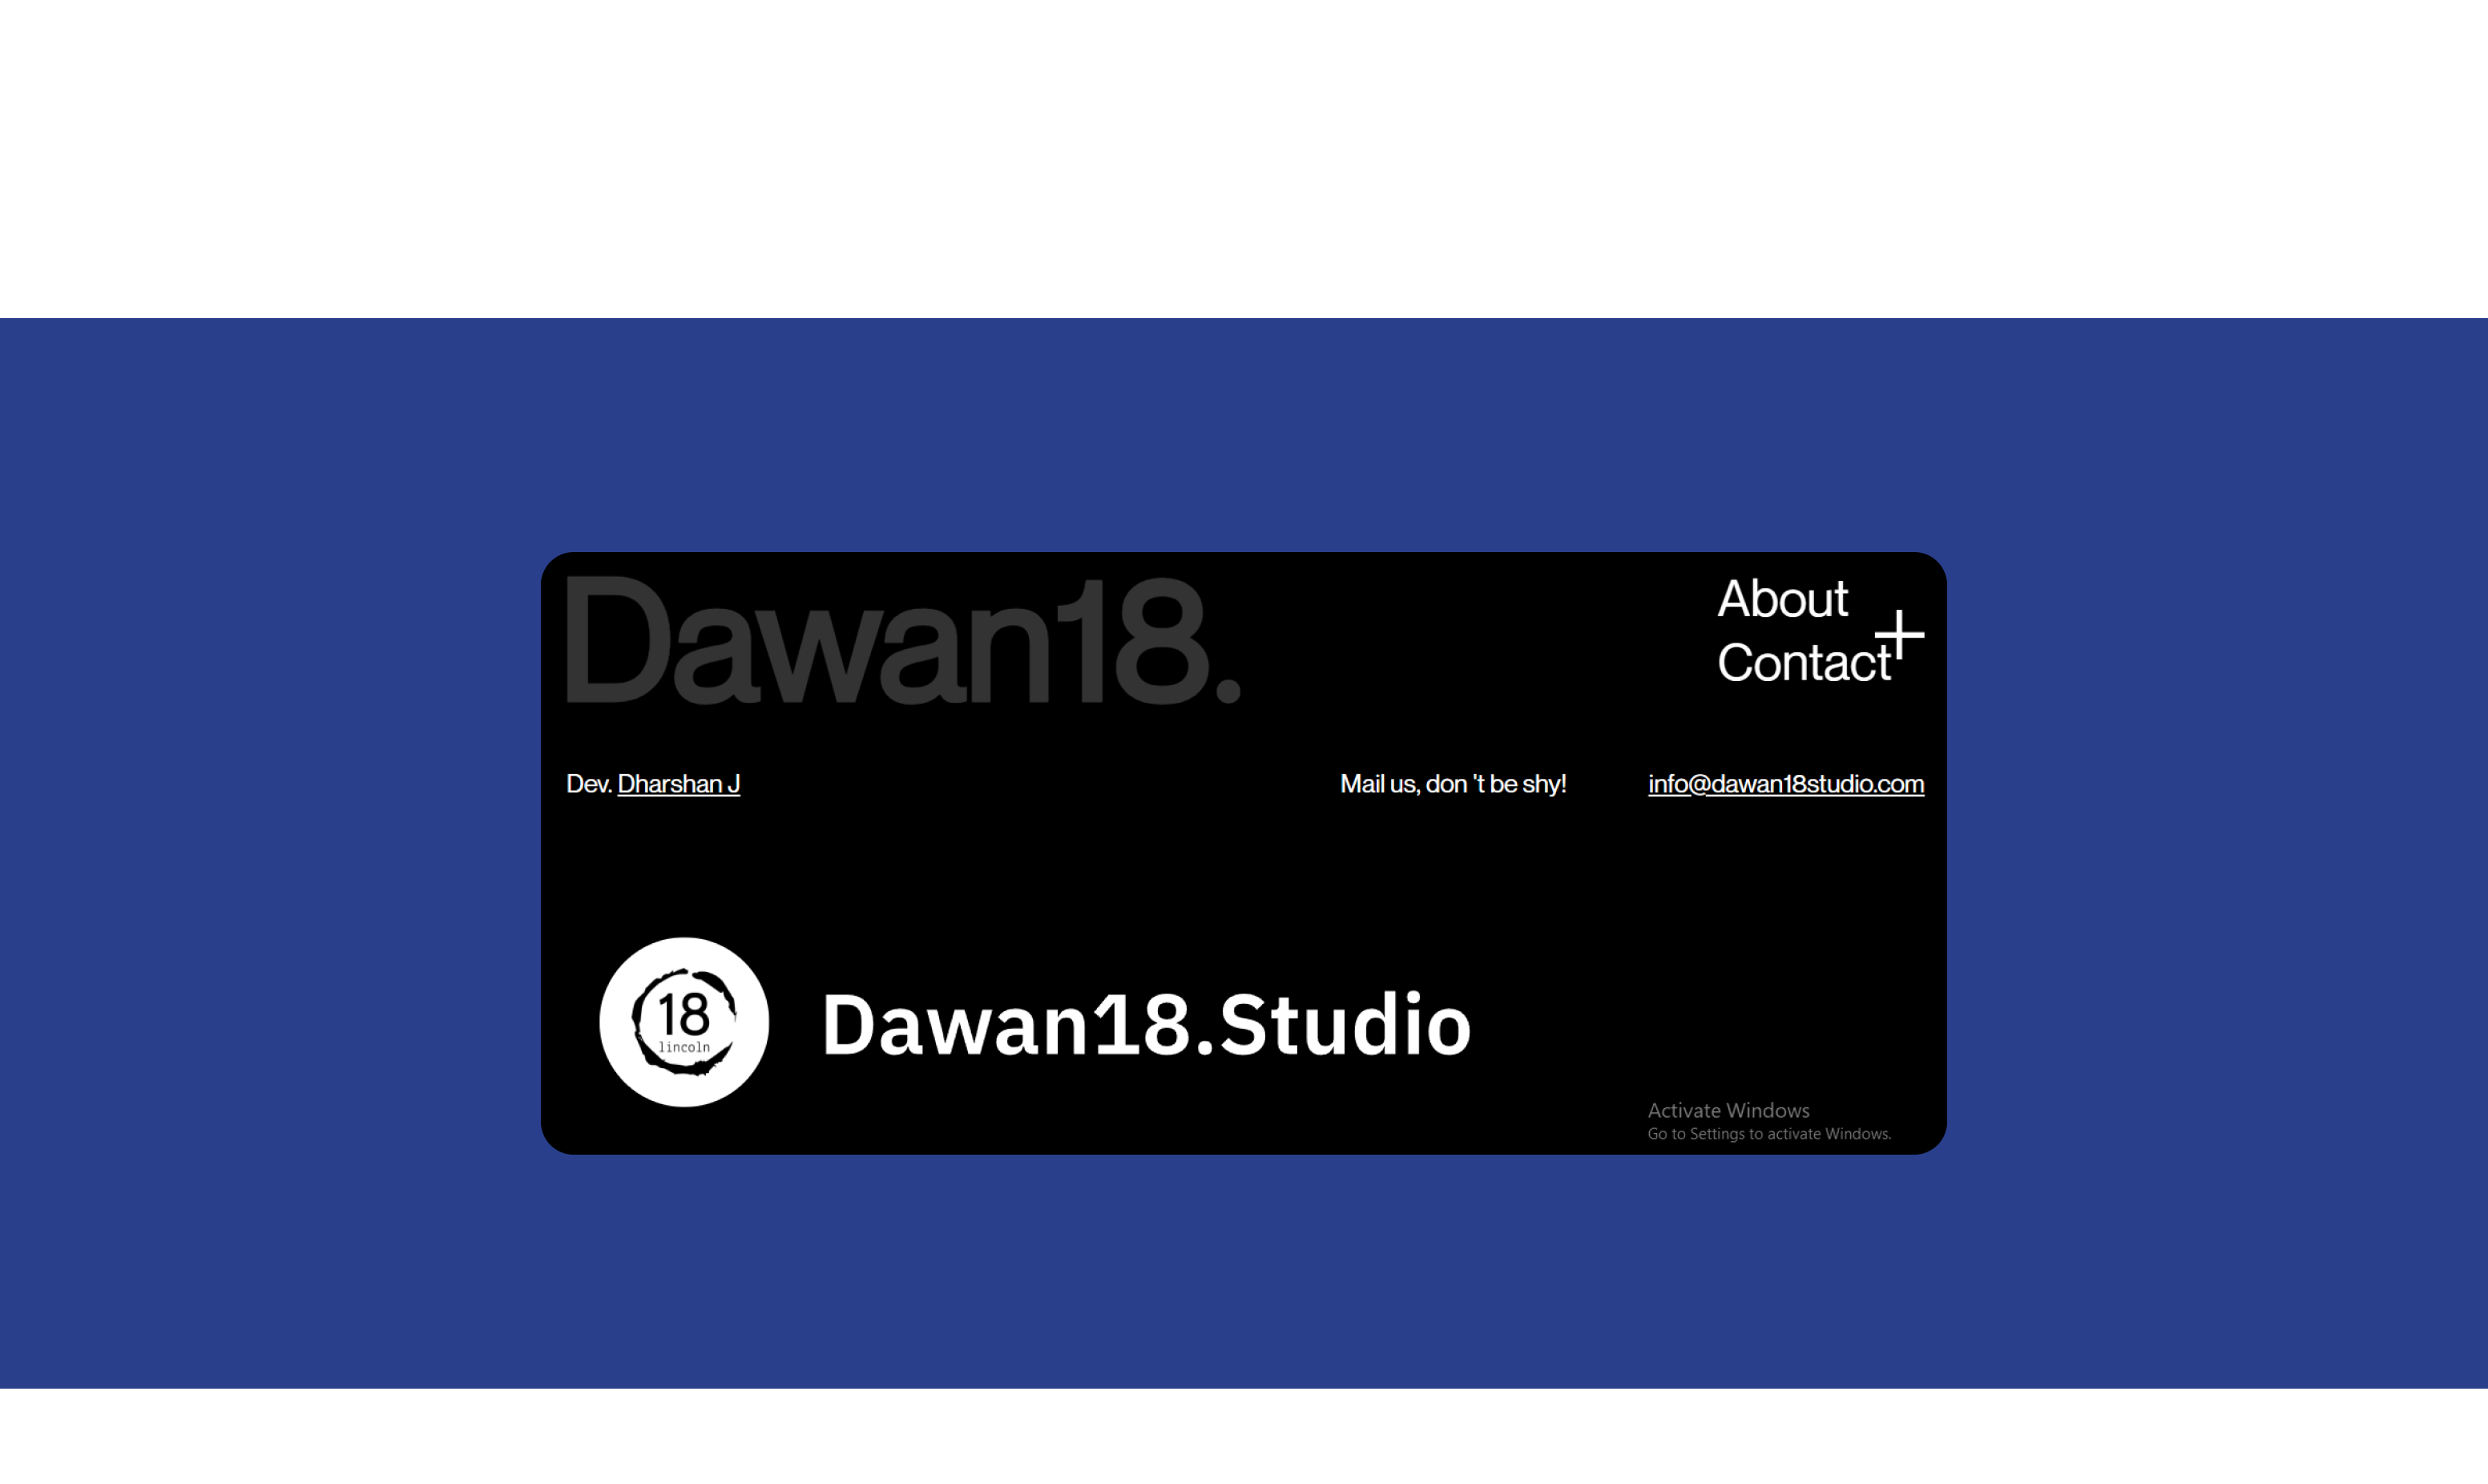 Dawan18.
About
Contact
Dev. Dharshan J
Mail us, don 't be shy!
info@dawan18studio.com
18
lincoln
Dawan18.Studio
Activate Windows
Go to Settings to activate Windows.